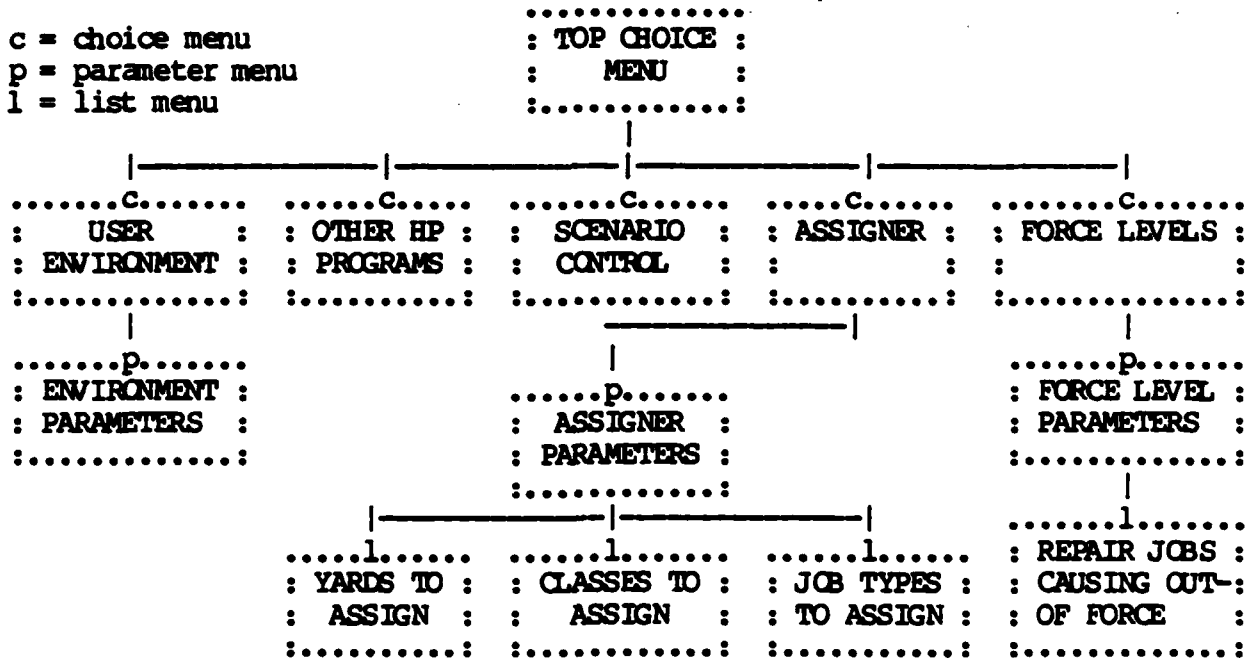 c = choice menu
p = parameter menu
l = list menu
TOP CHOICE
MENU
c
USER
ENVIRONMENT
c
OTHER HP
PROGRAMS
c
SCENARIO
CONTROL
c
ASSIGNER
c
FORCE LEVELS
p
ENVIRONMENT
PARAMETERS
p
ASSIGNER
PARAMETERS
p
FORCE LEVEL
PARAMETERS
l
YARDS TO
ASSIGN
l
CLASSES TO
ASSIGN
l
JOB TYPES
TO ASSIGN
l
REPAIR JOBS
CAUSING OUT-
OF FORCE